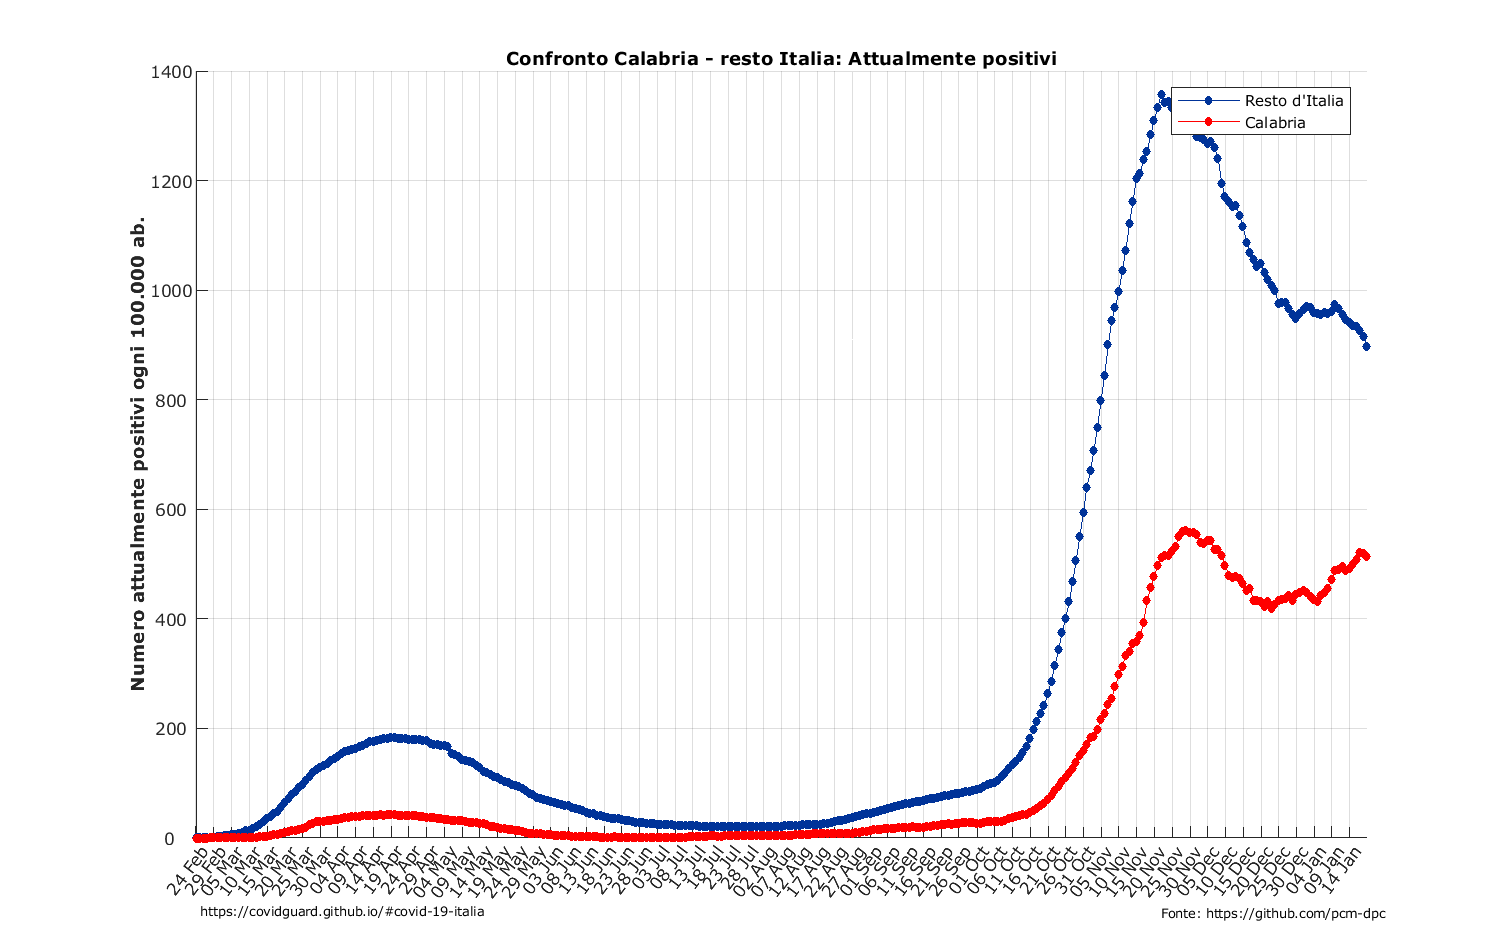 Confronto Calabria - resto Italia: Attualmente positivi
Numero attualmente positivi ogni 100.000 ab.
1400
1200
1000
800
600
400
200
0
Resto d'Italia
Calabria
24 Feb
29 Feb
05 Mar
10 Mar
15 Mar
20 Mar
25 Mar
30 Mar
04 Apr
09 Apr
14 Apr
19 Apr
24 Apr
29 Apr
04 May
09 May
14 May
19 May
24 May
29 May
03 Jun
08 Jun
13 Jun
18 Jun
23 Jun
28 Jun
03 Jul
08 Jul
13 Jul
18 Jul
23 Jul
28 Jul
02 Aug
07 Aug
12 Aug
17 Aug
22 Aug
27 Aug
01 Sep
06 Sep
11 Sep
16 Sep
21 Sep
26 Sep
01 Oct
06 Oct
11 Oct
16 Oct
21 Oct
26 Oct
31 Oct
05 Nov
10 Nov
15 Nov
20 Nov
25 Nov
30 Nov
05 Dec
10 Dec
15 Dec
20 Dec
25 Dec
30 Dec
04 Jan
09 Jan
14 Jan
https://covidguard.github.io/#covid-19-italia
Fonte: https://github.com/pcm-dpc